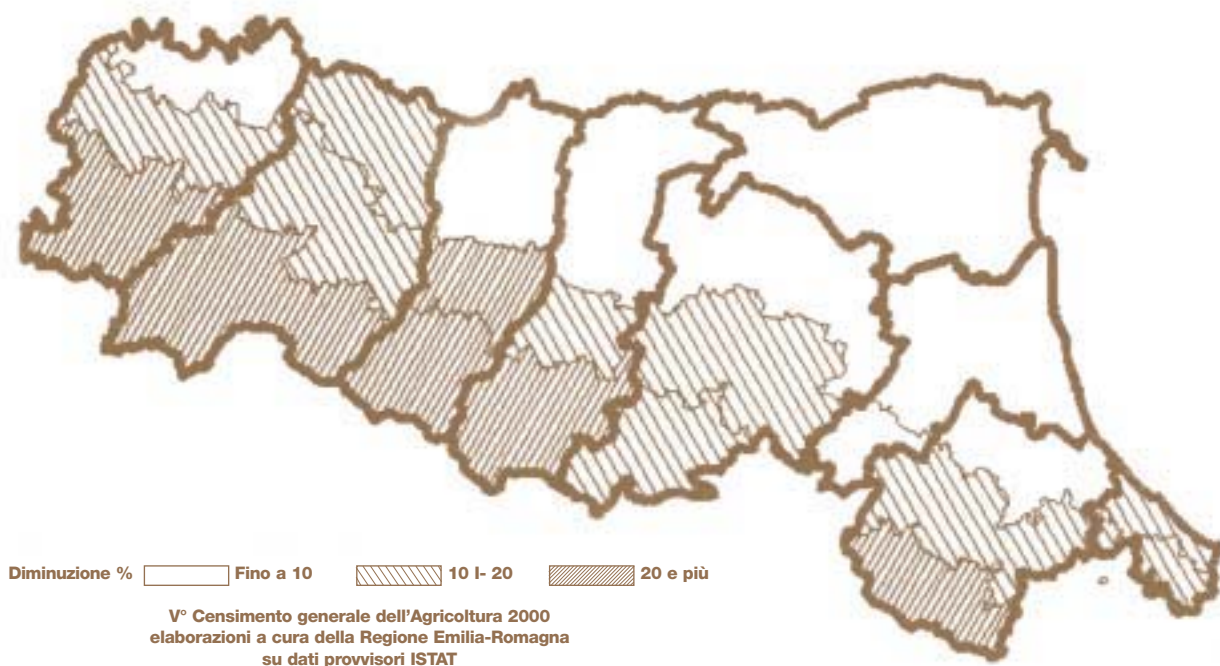 Diminuzione % Fino a 10 10 I- 20 20 e più
V° Censimento generale dell'Agricoltura 2000
elaborazioni a cura della Regione Emilia-Romagna
su dati provvisori ISTAT